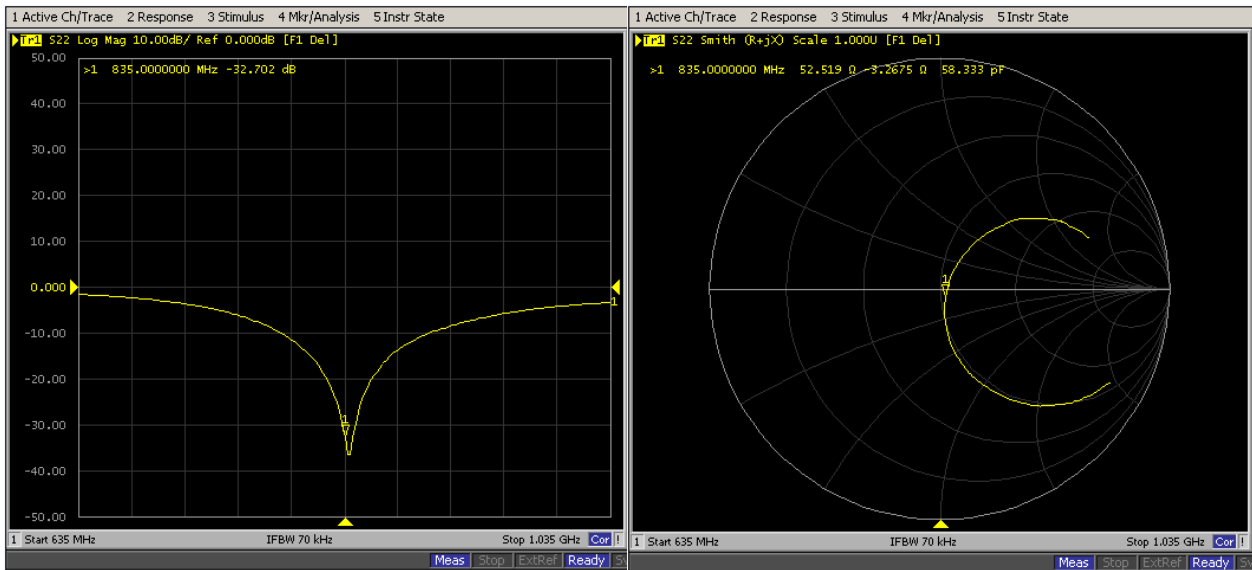 1 Active Ch/Trace 2 Response 3 Stimulus 4 Mkr/Analysis 5 Instr State
Tr1 S22 Log Mag 10.00dB/ Ref 0.000dB [F1 Del]
50.00
>1 835.0000000 MHz -32.702 dB
40.00
30.00
20.00
10.00
0.000
1
-10.00
-20.00
1
-30.00
-40.00
-50.00
1 Start 635 MHz IFBW 70 kHz Stop 1.035 GHz Cor !
Meas Stop ExtRef Ready
1 Active Ch/Trace 2 Response 3 Stimulus 4 Mkr/Analysis 5 Instr State
Tr1 S22 Smith (R+jX) Scale 1.000U [F1 Del]
>1 835.0000000 MHz 52.519 Ω -3.2675 Ω 58.333 pF
1
1 Start 635 MHz IFBW 70 kHz Stop 1.035 GHz Cor !
Meas Stop ExtRef Ready